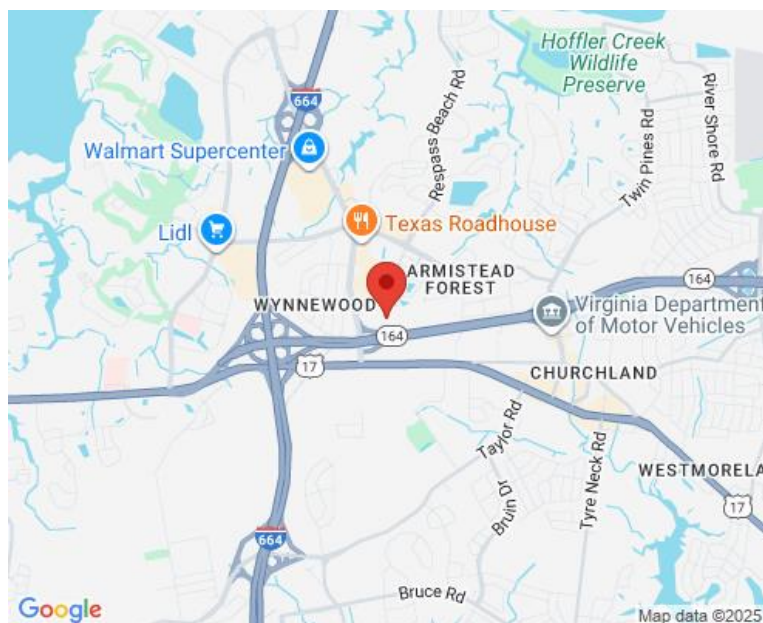 Hoffler Creek
Wildlife
Preserve
River Shore Rd
664
Respass Beach Rd
Twin Pines Rd
Walmart Supercenter
Texas Roadhouse
Lidl
ARMISTEAD
FOREST
164
WYNNEWOOD
Virginia Department
of Motor Vehicles
164
17
CHURCHLAND
Taylor Rd
Tyre Neck Rd
WESTMORELA
Bruin Dr
17
664
Bruce Rd
Google
Map data ©2025